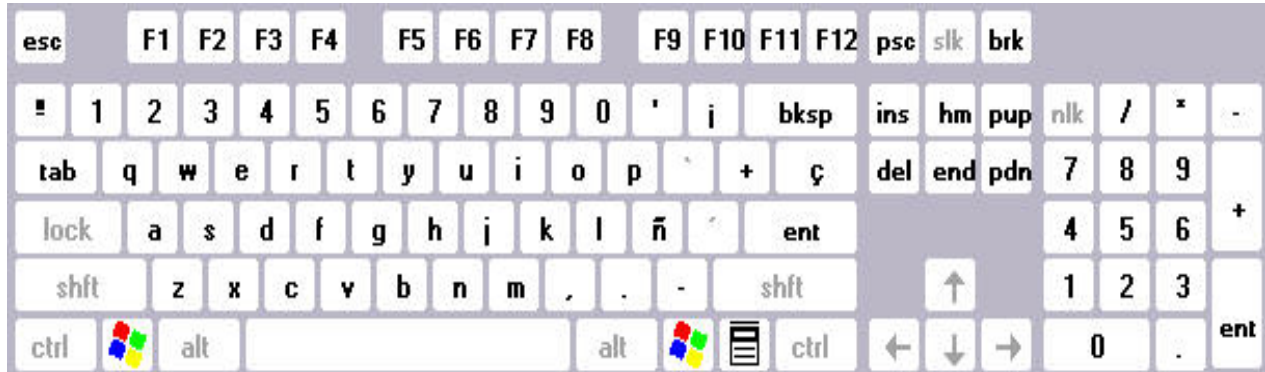 esc F1 F2 F3 F4 F5 F6 F7 F8 F9 F10 F11 F12 psc slk brk
1 2 3 4 5 6 7 8 9 0 ' ¡ bksp ins hm pup nlk / * -
tab q w e r t y u i o p ` + ç del end pdn 7 8 9
lock a s d f g h j k l ñ ´ ent 4 5 6 +
shft z x c v b n m , . - shft ↑ 1 2 3
ctrl alt alt ctrl ← ↓ → 0 . ent